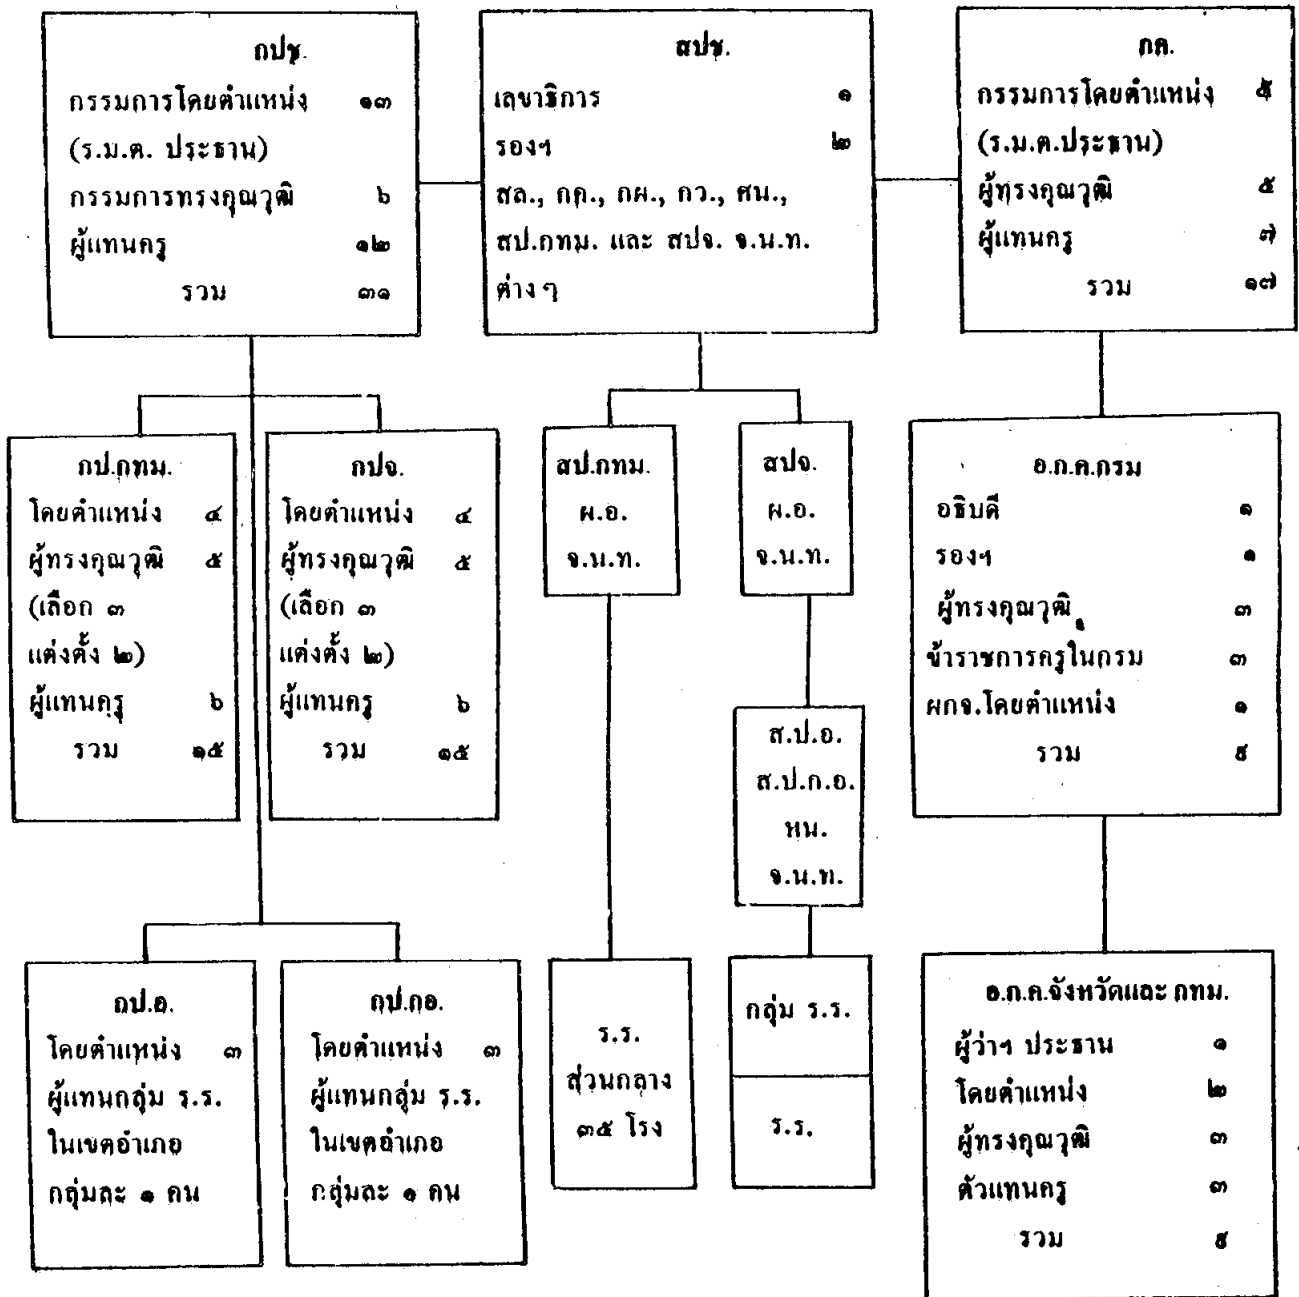 กปช.
กรรมการโดยตำแหน่ง ๑๓
(ร.ม.ต. ประธาน)
กรรมการทรงคุณวุฒิ ๖
ผู้แทนครู ๑๒
รวม ๓๑
สปช.
เลขาธิการ ๑
รองฯ ๒
สล., กค., กผ., กว., ศน.,
สป.กทม. และ สปจ. จ.น.ท.
ต่าง ๆ
กค.
กรรมการโดยตำแหน่ง ๕
(ร.ม.ต.ประธาน)
ผู้ทรงคุณวุฒิ ๕
ผู้แทนครู ๗
รวม ๑๗
กป.กทม.
โดยตำแหน่ง ๔
ผู้ทรงคุณวุฒิ ๕
(เลือก ๓
แต่งตั้ง ๒)
ผู้แทนครู ๖
รวม ๑๕
กปจ.
โดยตำแหน่ง ๔
ผู้ทรงคุณวุฒิ ๕
(เลือก ๓
แต่งตั้ง ๒)
ผู้แทนครู ๖
รวม ๑๕
สป.กทม.
ผ.อ.
จ.น.ท.
สปจ.
ผ.อ.
จ.น.ท.
อ.ก.ค.กรม
อธิบดี ๑
รองฯ ๑
ผู้ทรงคุณวุฒิ ๓
ข้าราชการครูในกรม ๓
ผกจ.โดยตำแหน่ง ๑
รวม ๙
ส.ป.อ.
ส.ป.ก.อ.
หน.
จ.น.ท.
กป.อ.
โดยตำแหน่ง ๓
ผู้แทนกลุ่ม ร.ร.
ในเขตอำเภอ
กลุ่มละ ๑ คน
กป.กอ.
โดยตำแหน่ง ๓
ผู้แทนกลุ่ม ร.ร.
ในเขตอำเภอ
กลุ่มละ ๑ คน
ร.ร.
ส่วนกลาง
๓๕ โรง
กลุ่ม ร.ร.
ร.ร.
อ.ก.ค.จังหวัดและ กทม.
ผู้ว่าฯ ประธาน ๑
โดยตำแหน่ง ๒
ผู้ทรงคุณวุฒิ ๓
ตัวแทนครู ๓
รวม ๙